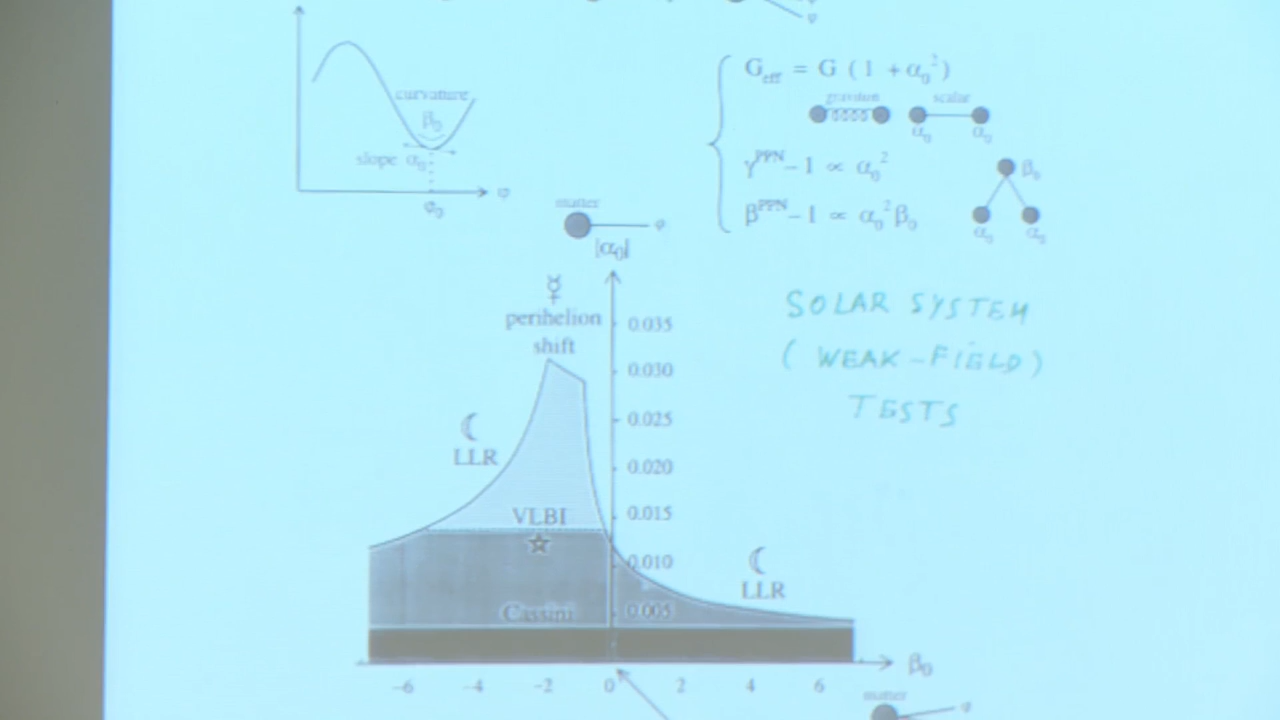 φ
curvature
β₀
slope α₀
φ
φ₀
G_eff = G (1 + α₀²)
graviton scalar
α₀ α₀
γ^PPN – 1 ∝ α₀²
β₀
β^PPN – 1 ∝ α₀² β₀
α₀ α₀
matter
φ
|α₀|
☿
perihelion
shift
0.035
0.030
0.025
0.020
0.015
0.010
0.005
SOLAR SYSTEM
( WEAK-FIELD )
TESTS
☾
LLR
VLBI
☾
LLR
Cassini
β₀
-6 -4 -2 0 2 4 6
matter
φ